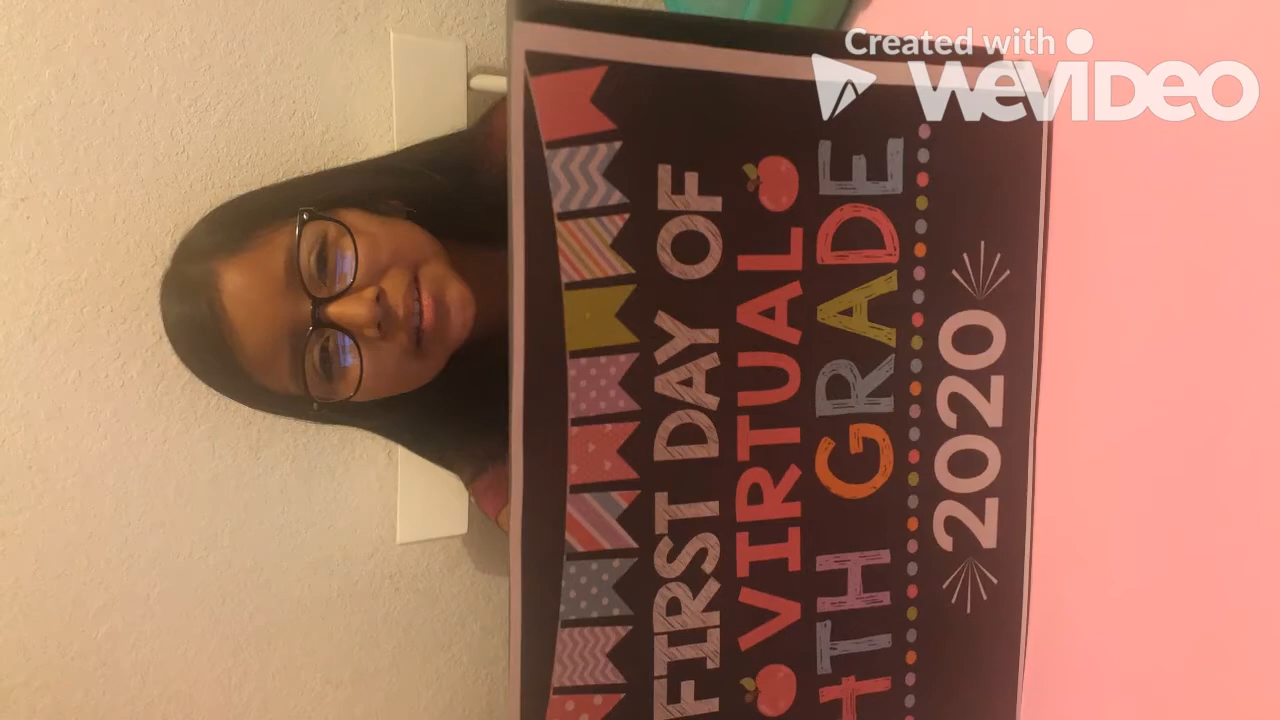 Created with
WEVIDEO
FIRST DAY OF
VIRTUAL
TH GRADE
2020